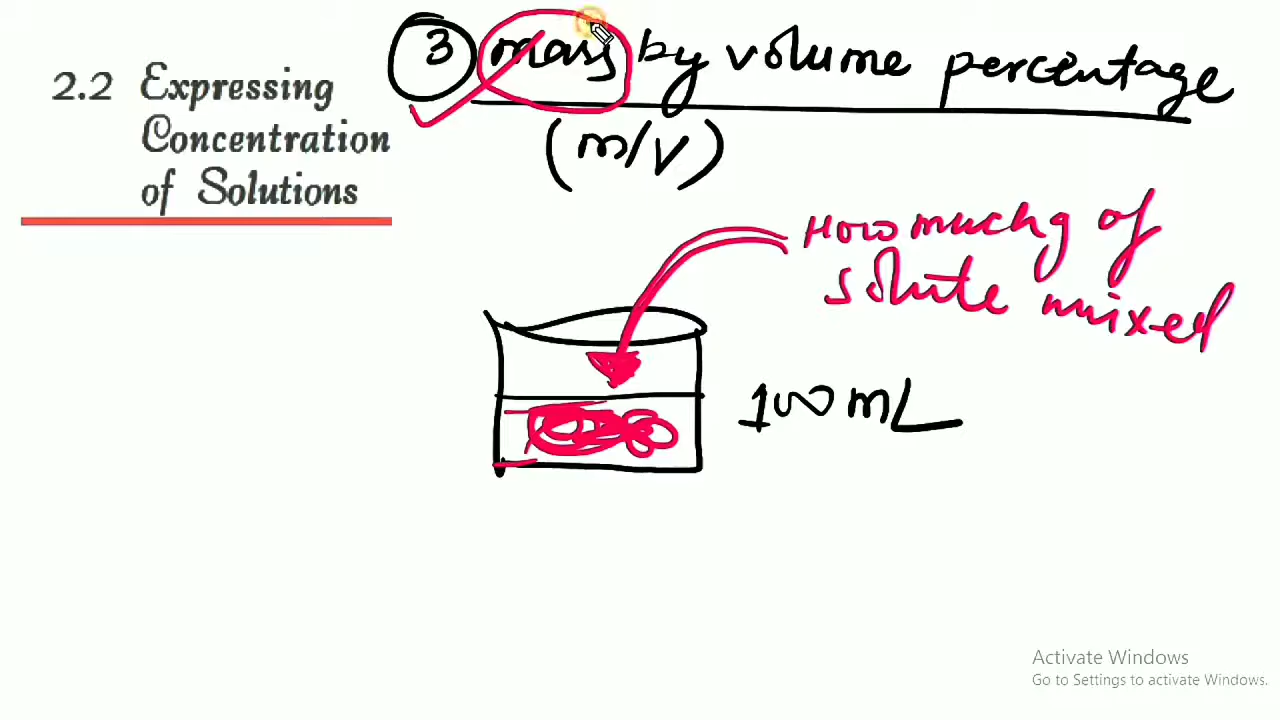 2.2 Expressing
Concentration
of Solutions
3 mass by volume percentage
(m/V)
How much g of
solute mixed
100 mL
Activate Windows
Go to Settings to activate Windows.